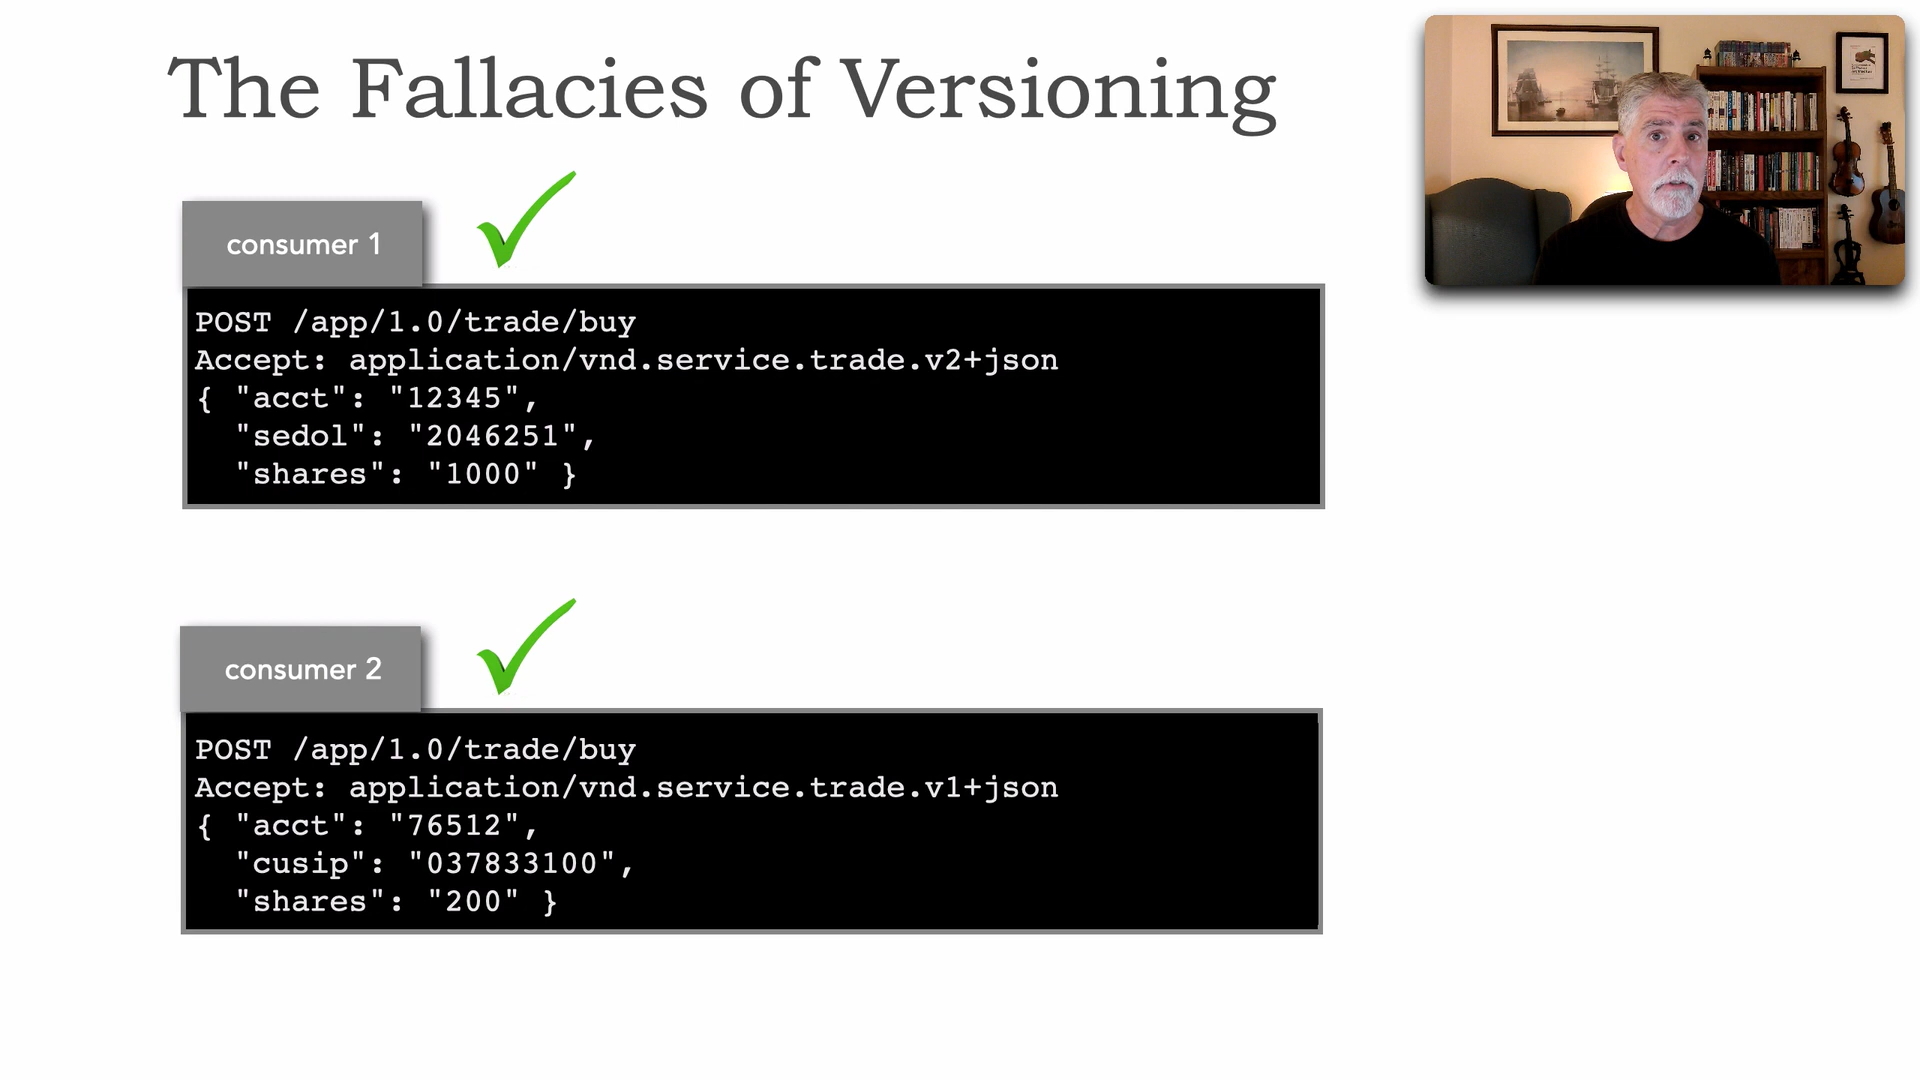 The Fallacies of Versioning
consumer 1
POST /app/1.0/trade/buy
Accept: application/vnd.service.trade.v2+json
{ "acct": "12345",
"sedol": "2046251",
"shares": "1000" }
consumer 2
POST /app/1.0/trade/buy
Accept: application/vnd.service.trade.v1+json
{ "acct": "76512",
"cusip": "037833100",
"shares": "200" }